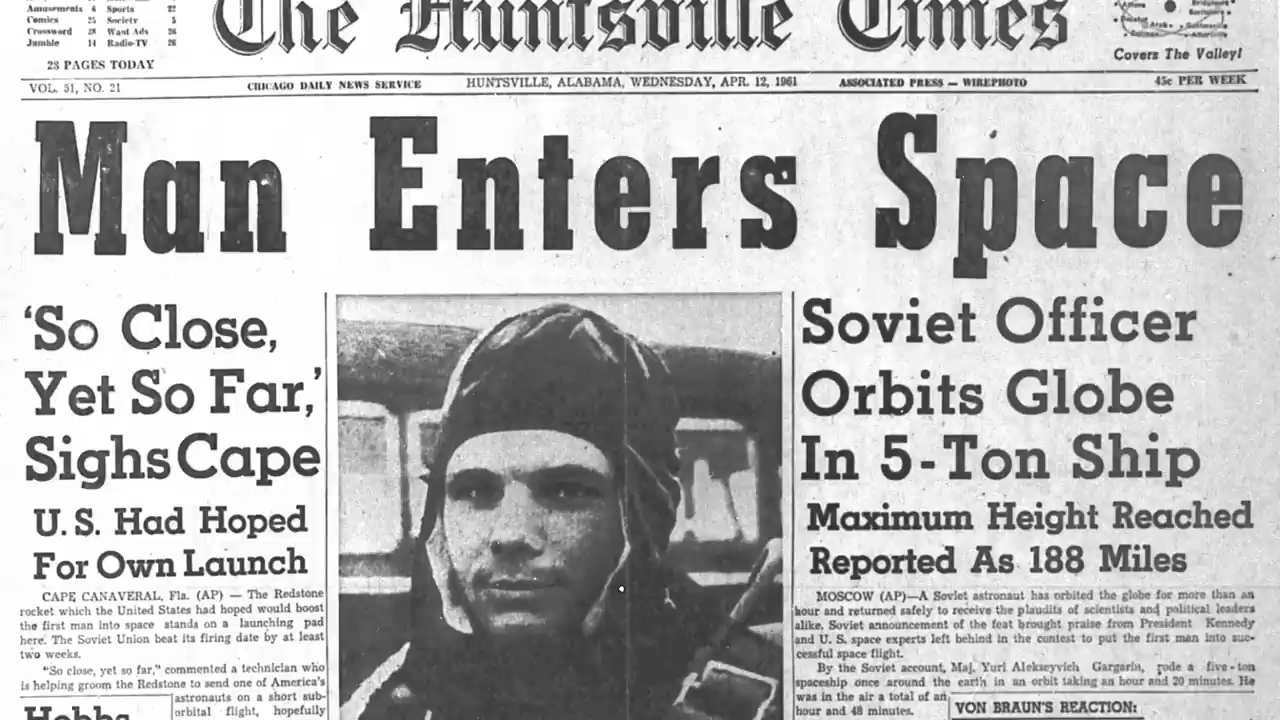 Amusements 6 Sports 22
Comics 25 Society 5
Crossword 28 Want Ads 26
Jumble 14 Radio-TV 26
28 PAGES TODAY
The Huntsville Times
Covers The Valley!
VOL. 51, NO. 21
CHICAGO DAILY NEWS SERVICE
HUNTSVILLE, ALABAMA, WEDNESDAY, APR. 12, 1961
ASSOCIATED PRESS — WIREPHOTO
45c PER WEEK
Man Enters Space
'So Close,
Yet So Far,'
Sighs Cape
U.S. Had Hoped
For Own Launch
CAPE CANAVERAL, Fla. (AP) — The Redstone
rocket which the United States had hoped would boost
the first man into space stands on a launching pad
here. The Soviet Union beat its firing date by at least
two weeks.
"So close, yet so far," commented a technician who
is helping groom the Redstone to send one of America's
astronauts on a short sub-
orbital flight, hopefully
Hobbs
Soviet Officer
Orbits Globe
In 5-Ton Ship
Maximum Height Reached
Reported As 188 Miles
MOSCOW (AP)—A Soviet astronaut has orbited the globe for more than an
hour and returned safely to receive the plaudits of scientists and political leaders
alike. Soviet announcement of the feat brought praise from President Kennedy
and U. S. space experts left behind in the contest to put the first man into suc-
cessful space flight.
By the Soviet account, Maj. Yuri Alekseyvich Gargarin, rode a five-ton
spaceship once around the earth in an orbit taking an hour and 20 minutes. He
was in the air a total of an
hour and 48 minutes.
VON BRAUN'S REACTION: